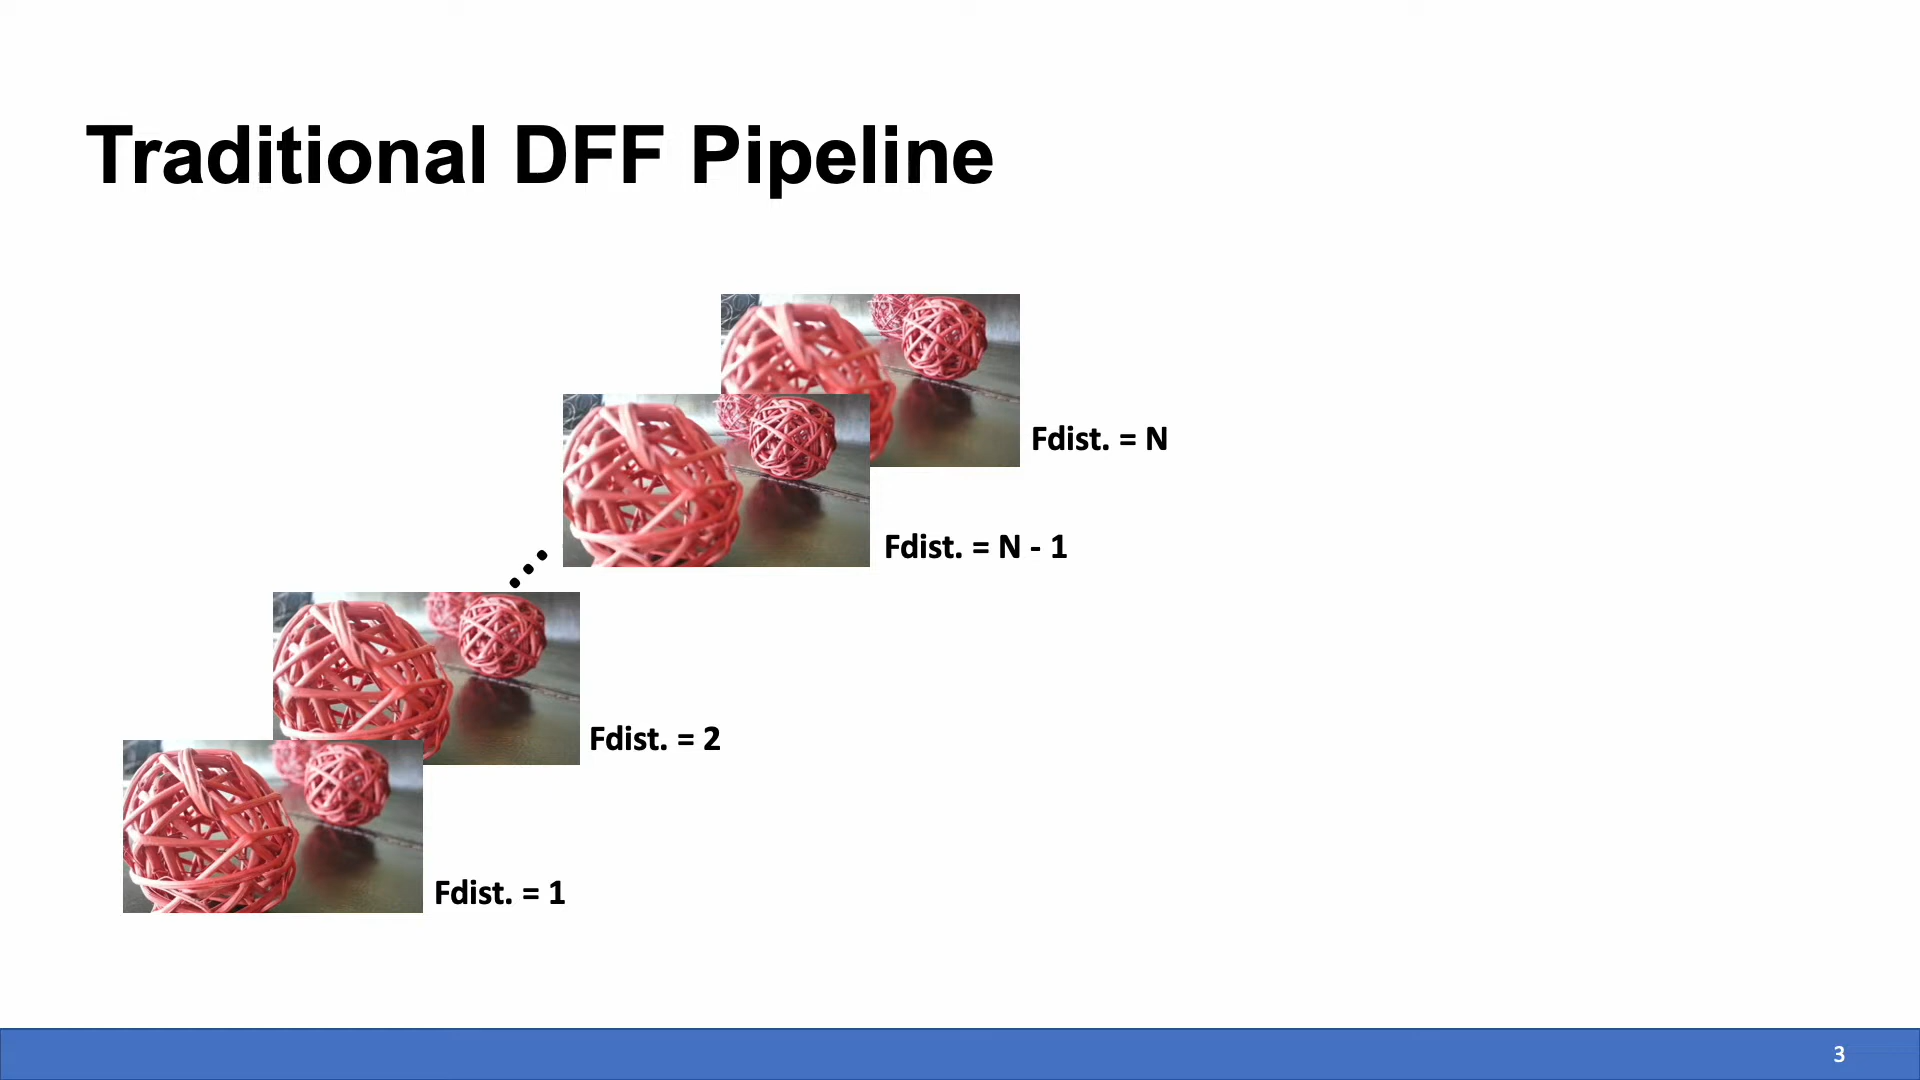 Traditional DFF Pipeline
Fdist. = N
Fdist. = N - 1
Fdist. = 2
Fdist. = 1
3